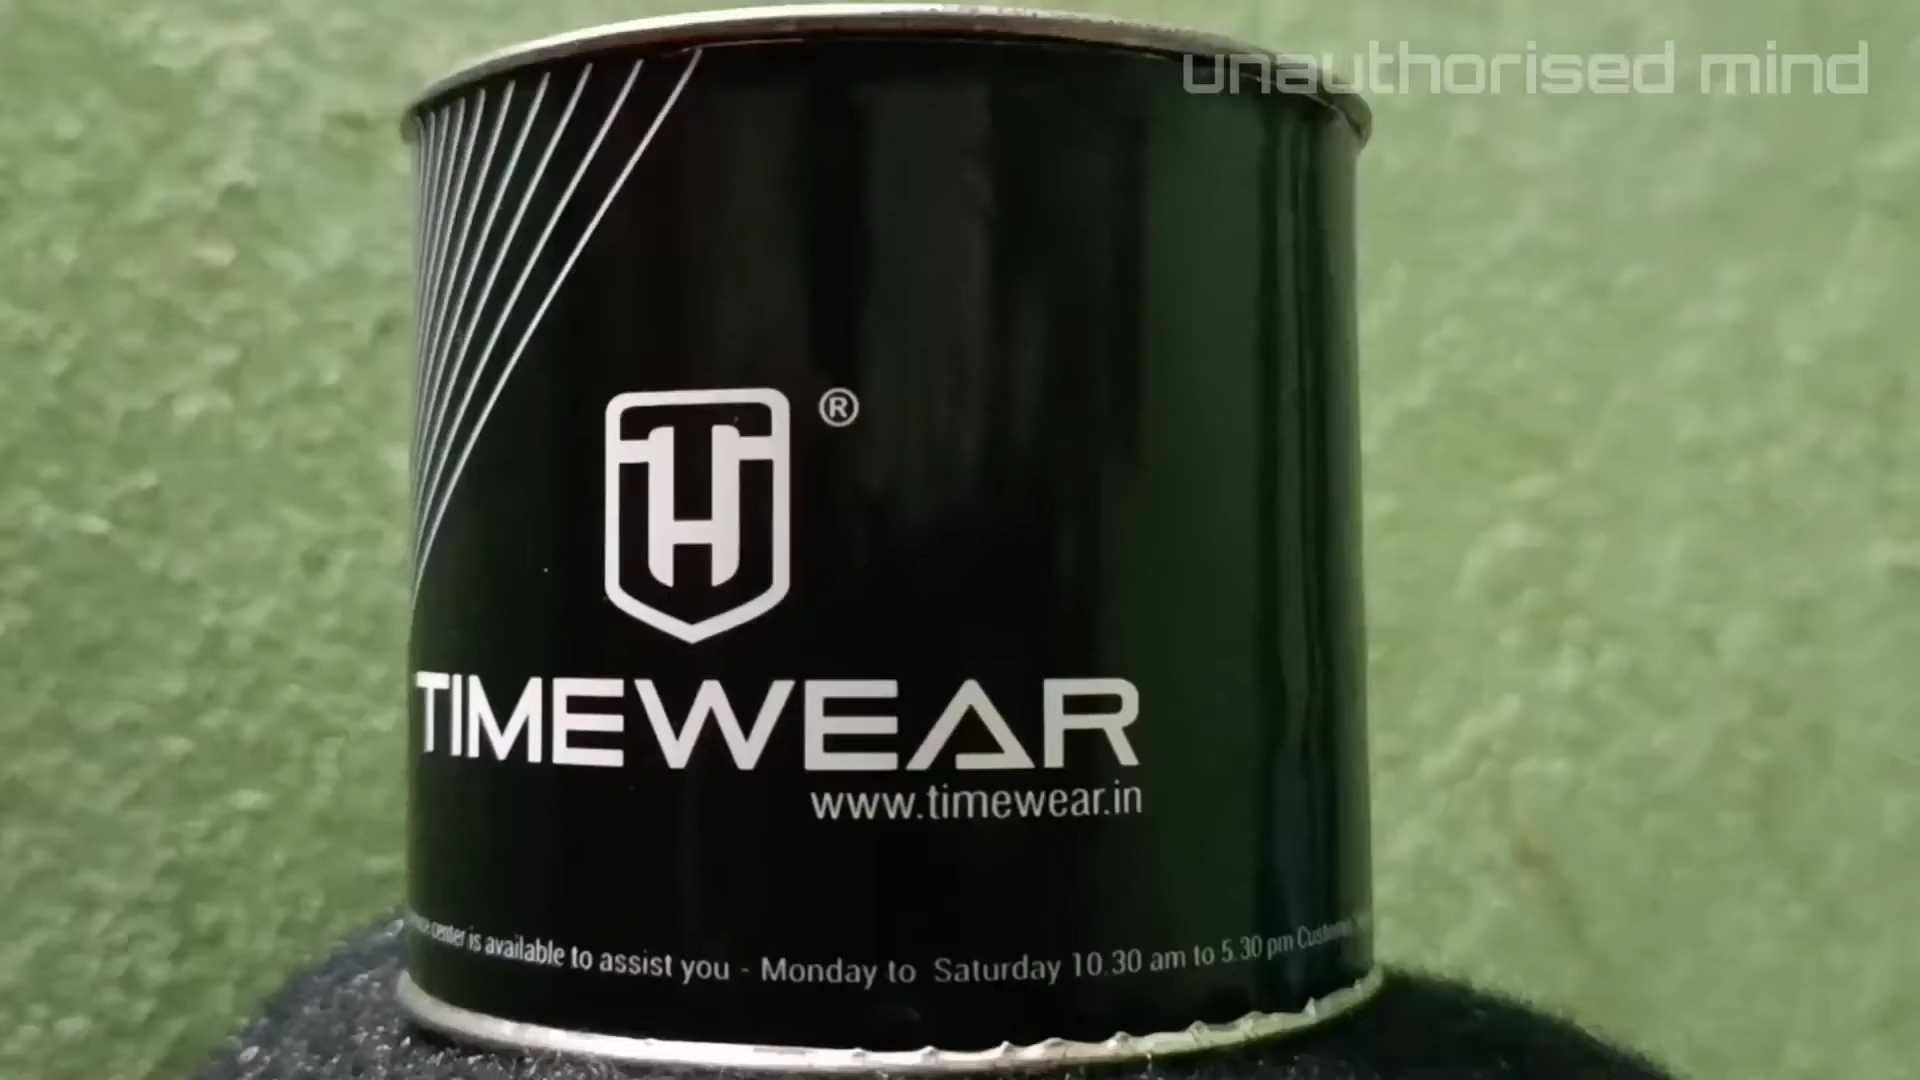 unauthorised mind
TH ®
TIMEWEAR
www.timewear.in
center is available to assist you - Monday to Saturday 10.30 am to 5.30 pm